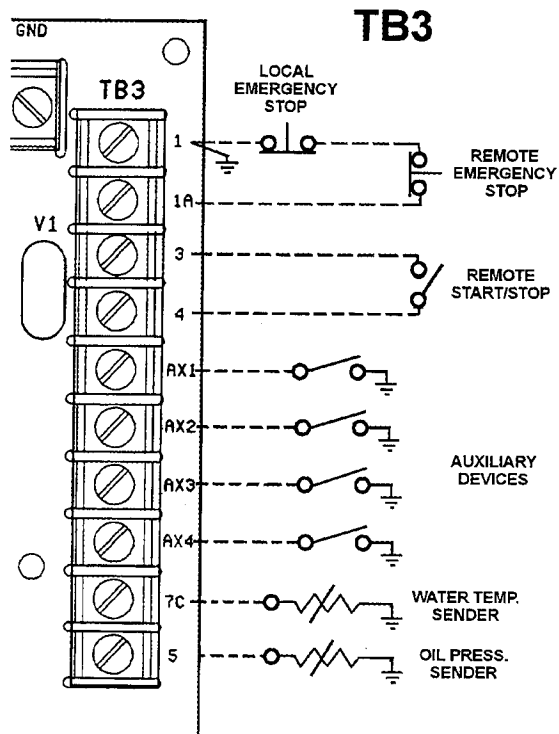 TB3
GND
TB3
LOCAL
EMERGENCY
STOP
1
REMOTE
EMERGENCY
STOP
1A
V1
3
REMOTE
START/STOP
4
AX1
AX2
AUXILIARY
DEVICES
AX3
AX4
7C
WATER TEMP.
SENDER
5
OIL PRESS.
SENDER